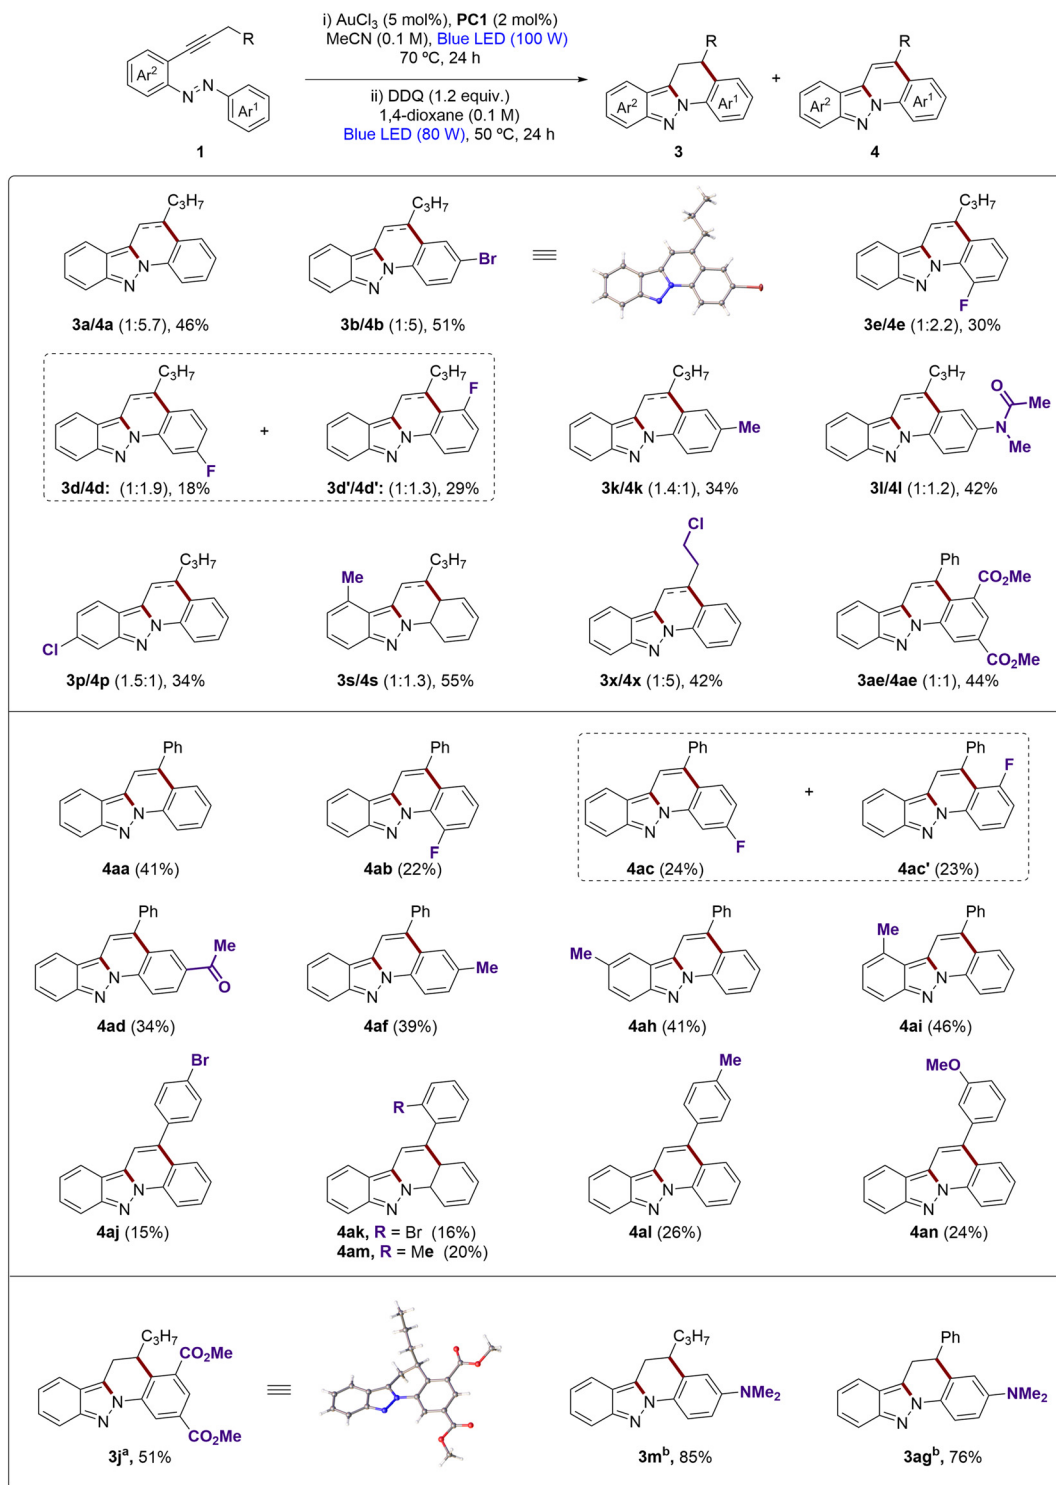 i) AuCl3 (5 mol%), PC1 (2 mol%)
MeCN (0.1 M), Blue LED (100 W)
70 ºC, 24 h
ii) DDQ (1.2 equiv.)
1,4-dioxane (0.1 M)
Blue LED (80 W), 50 ºC, 24 h
R
Ar2
N
N
Ar1
1
R
Ar2
N
N
Ar1
3
+
R
Ar2
N
N
Ar1
4
C3H7
N
N
3a/4a (1:5.7), 46%
C3H7
Br
N
N
3b/4b (1:5), 51%
C3H7
N
N
F
3e/4e (1:2.2), 30%
C3H7
N
N
F
3d/4d: (1:1.9), 18%
+
C3H7
F
N
N
3d'/4d': (1:1.3), 29%
C3H7
Me
N
N
3k/4k (1.4:1), 34%
C3H7
O
Me
N
Me
N
N
3l/4l (1:1.2), 42%
C3H7
N
N
Cl
3p/4p (1.5:1), 34%
Me
C3H7
N
N
3s/4s (1:1.3), 55%
Cl
N
N
3x/4x (1:5), 42%
Ph
CO2Me
N
N
CO2Me
3ae/4ae (1:1), 44%
Ph
N
N
4aa (41%)
Ph
N
N
F
4ab (22%)
Ph
N
N
F
4ac (24%)
+
Ph
F
N
N
4ac' (23%)
Ph
Me
O
N
N
4ad (34%)
Ph
Me
N
N
4af (39%)
Ph
Me
N
N
4ah (41%)
Ph
Me
N
N
4ai (46%)
Br
N
N
4aj (15%)
R
N
N
4ak, R = Br (16%)
4am, R = Me (20%)
Me
N
N
4al (26%)
MeO
N
N
4an (24%)
C3H7
CO2Me
N
N
CO2Me
3ja, 51%
C3H7
NMe2
N
N
3mb, 85%
Ph
NMe2
N
N
3agb, 76%